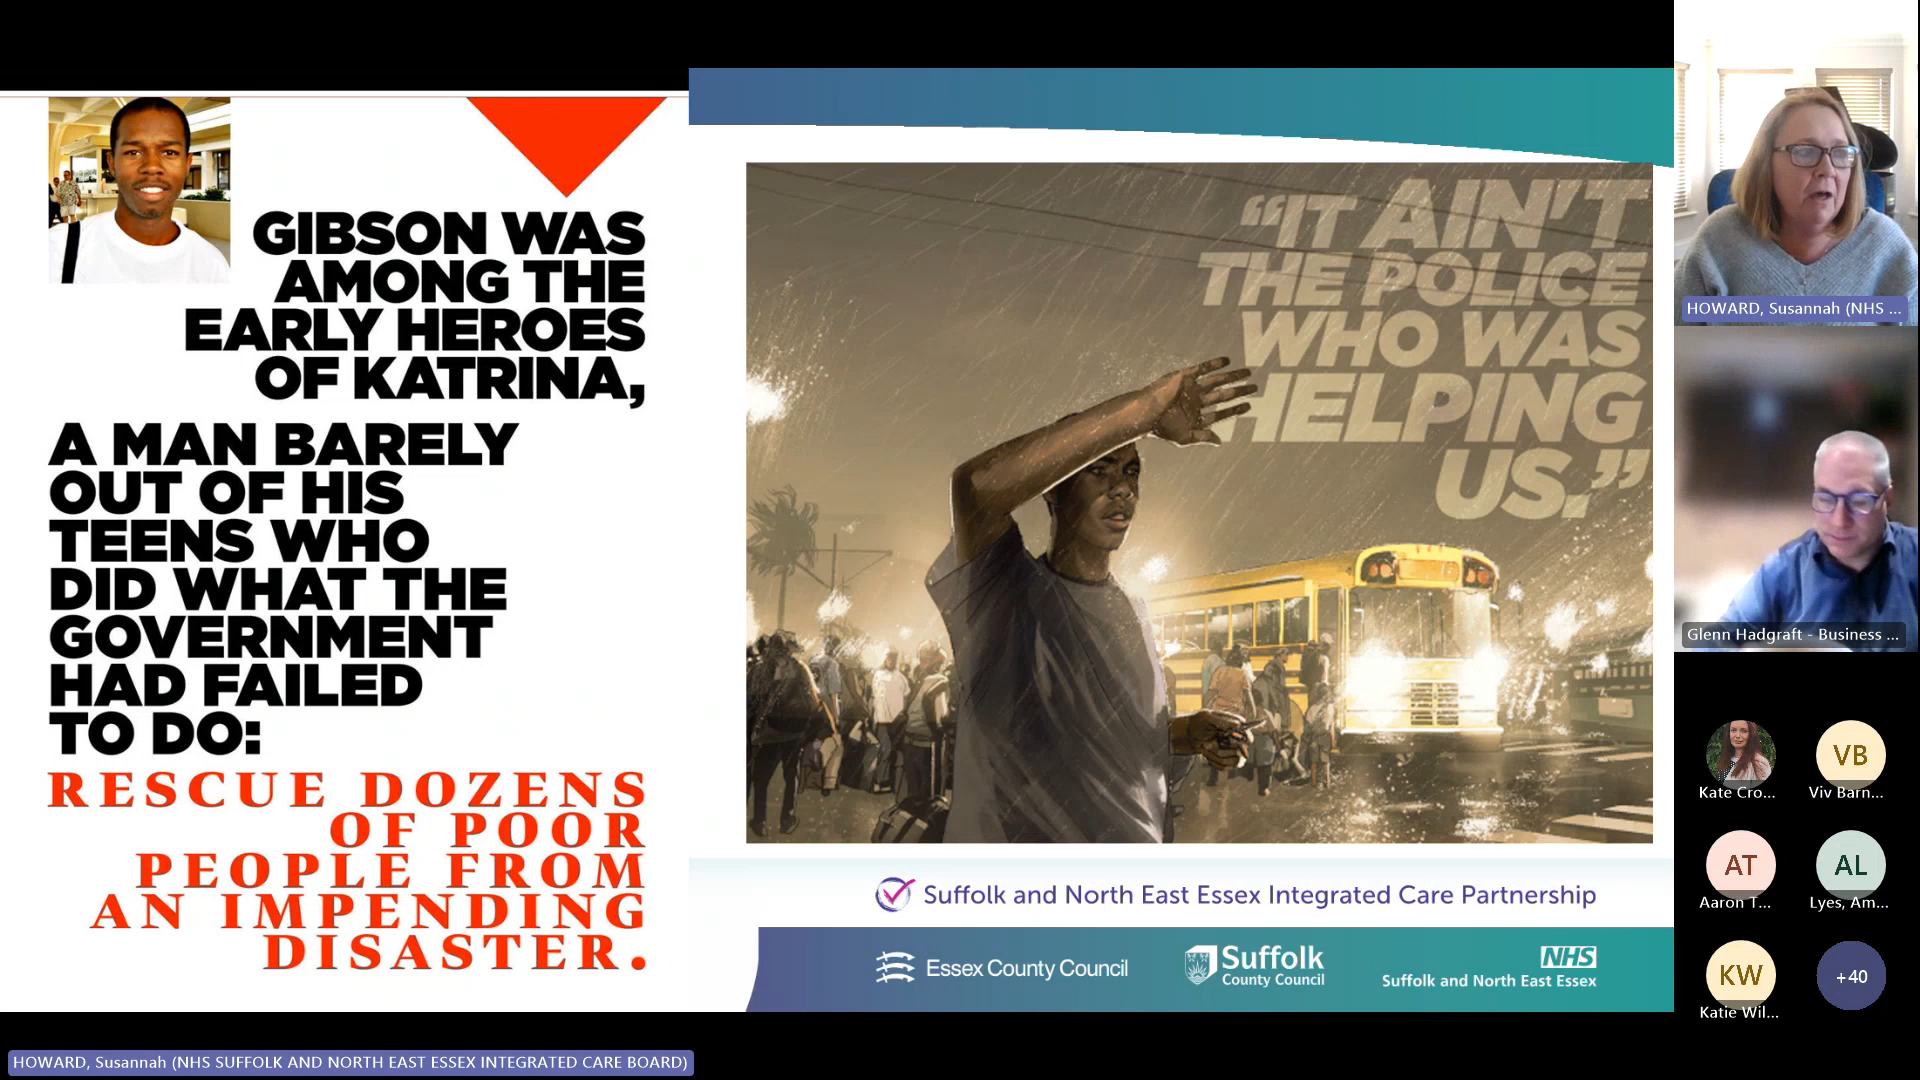 GIBSON WAS
AMONG THE
EARLY HEROES
OF KATRINA,
A MAN BARELY
OUT OF HIS
TEENS WHO
DID WHAT THE
GOVERNMENT
HAD FAILED
TO DO:
RESCUE DOZENS
OF POOR
PEOPLE FROM
AN IMPENDING
DISASTER.
“IT AIN’T
THE POLICE
WHO WAS
HELPING
US.”
Suffolk and North East Essex Integrated Care Partnership
Essex County Council
Suffolk
County Council
NHS
Suffolk and North East Essex
HOWARD, Susannah (NHS ...
Glenn Hadgraft - Business ...
Kate Cro...
VB
Viv Barn...
AT
Aaron T...
AL
Lyes, Am...
KW
Katie Wil...
+40
HOWARD, Susannah (NHS SUFFOLK AND NORTH EAST ESSEX INTEGRATED CARE BOARD)